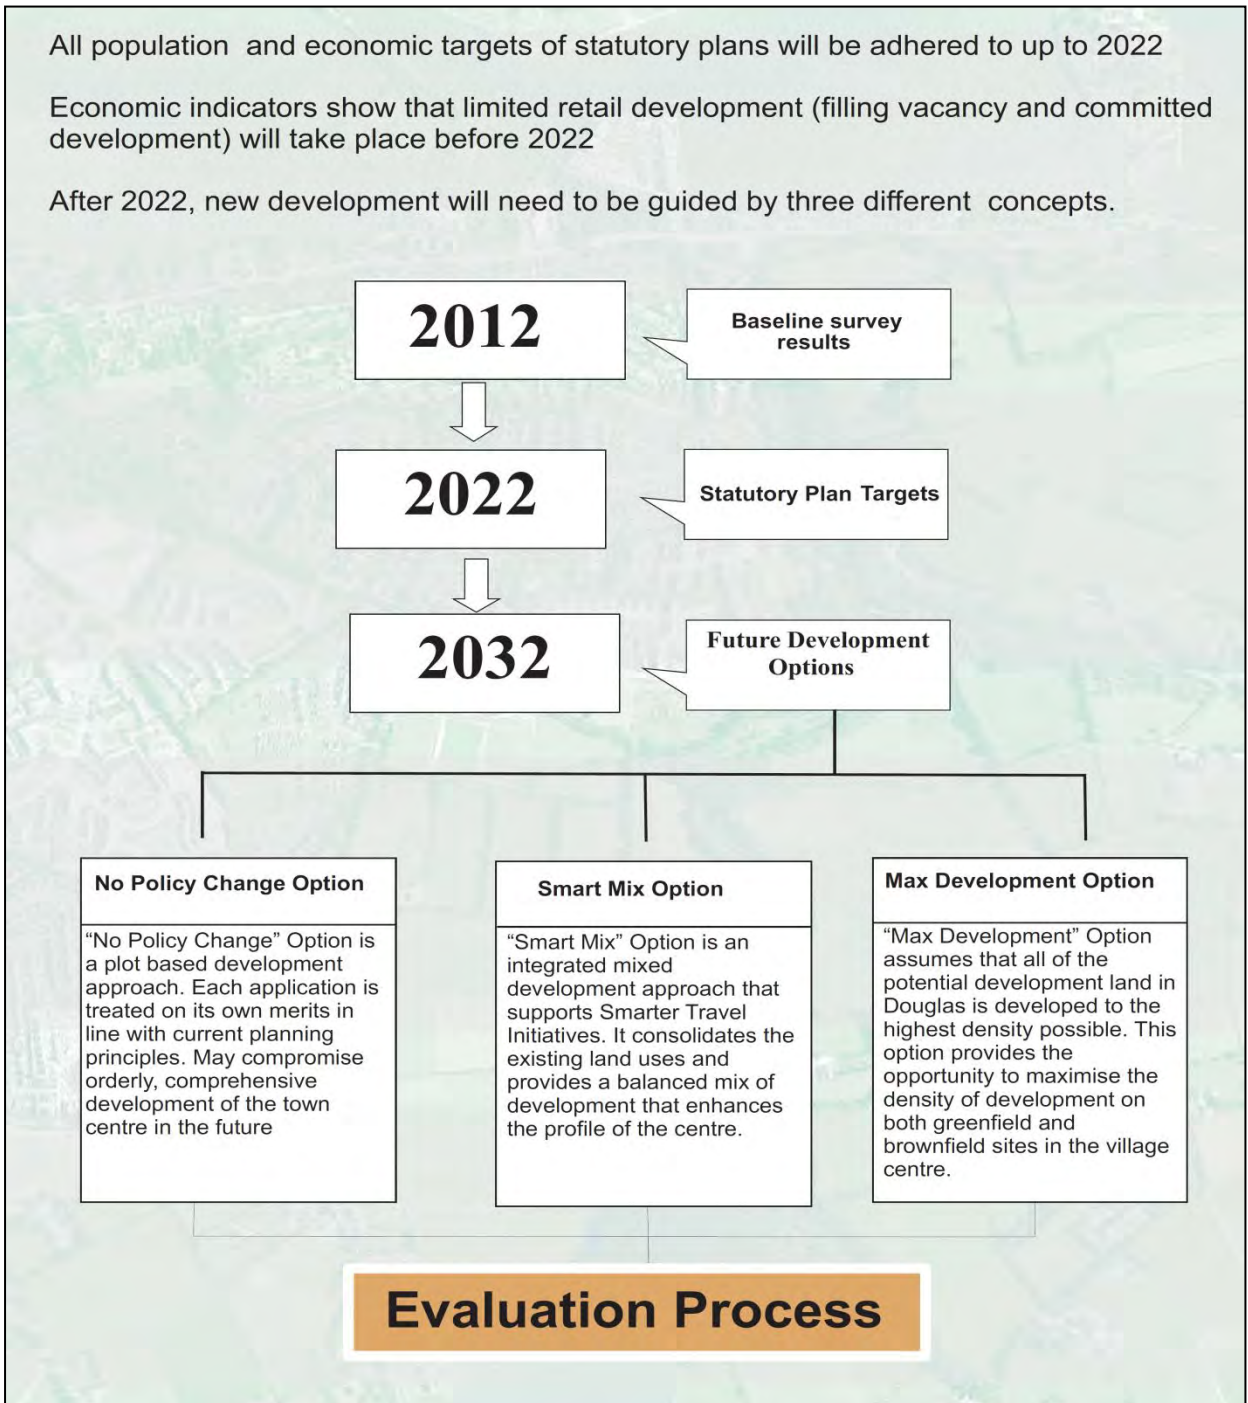 All population and economic targets of statutory plans will be adhered to up to 2022
Economic indicators show that limited retail development (filling vacancy and committed
development) will take place before 2022
After 2022, new development will need to be guided by three different concepts.
2012
Baseline survey
results
2022
Statutory Plan Targets
2032
Future Development
Options
No Policy Change Option
“No Policy Change” Option is
a plot based development
approach. Each application is
treated on its own merits in
line with current planning
principles. May compromise
orderly, comprehensive
development of the town
centre in the future
Smart Mix Option
“Smart Mix” Option is an
integrated mixed
development approach that
supports Smarter Travel
Initiatives. It consolidates the
existing land uses and
provides a balanced mix of
development that enhances
the profile of the centre.
Max Development Option
“Max Development” Option
assumes that all of the
potential development land in
Douglas is developed to the
highest density possible. This
option provides the
opportunity to maximise the
density of development on
both greenfield and
brownfield sites in the village
centre.
Evaluation Process